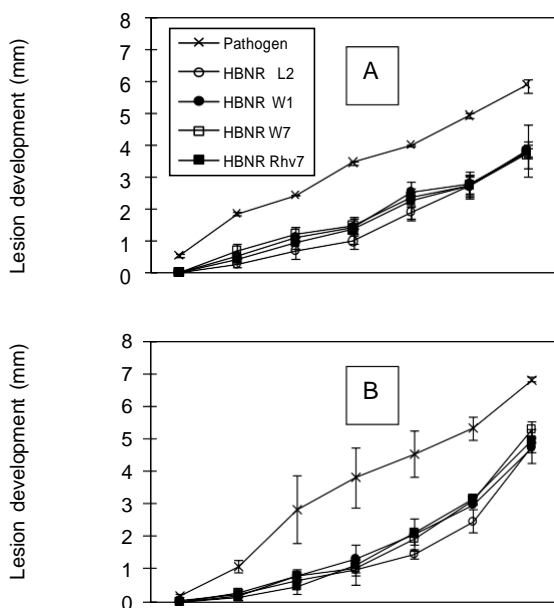 Lesion development (mm)
8
7
6
5
4
3
2
1
0
Pathogen
HBNR L2
HBNR W1
HBNR W7
HBNR Rhv7
A
Lesion development (mm)
8
7
6
5
4
3
2
1
0
B